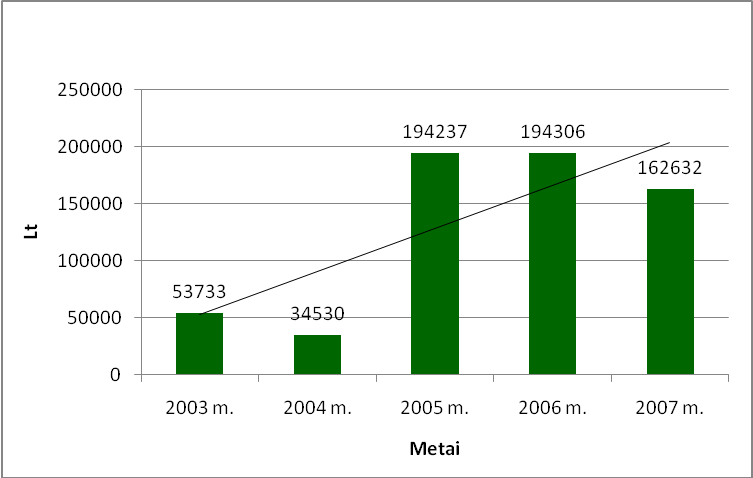 250000
200000
150000
100000
50000
0
Lt
53733
34530
194237
194306
162632
2003 m.
2004 m.
2005 m.
2006 m.
2007 m.
Metai